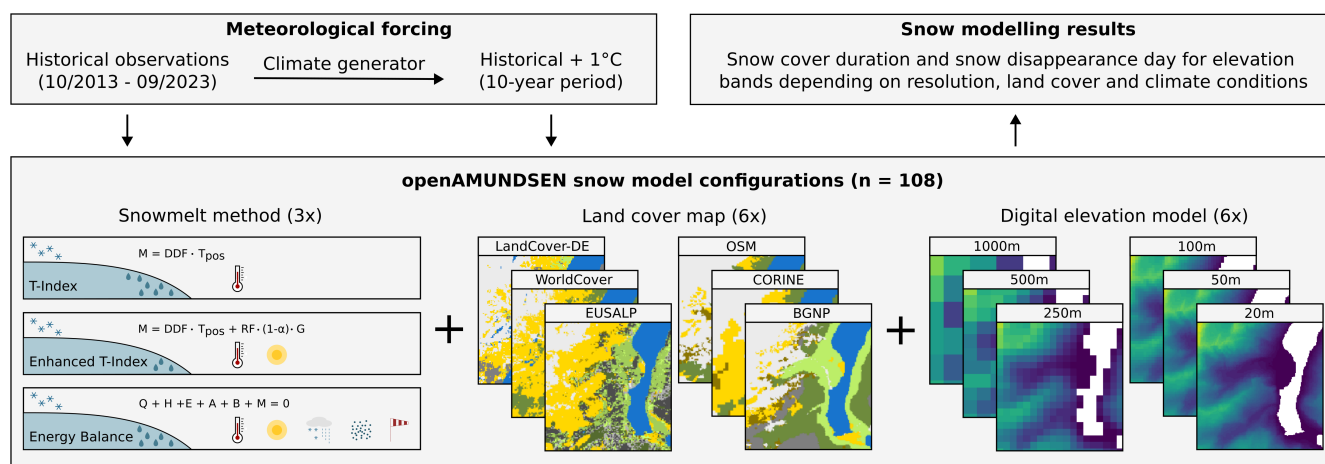 Meteorological forcing
Historical observations
(10/2013 - 09/2023)
Climate generator
Historical + 1°C
(10-year period)
Snow modelling results
Snow cover duration and snow disappearance day for elevation
bands depending on resolution, land cover and climate conditions
openAMUNDSEN snow model configurations (n = 108)
Snowmelt method (3x)
M = DDF · Tpos
T-Index
M = DDF · Tpos + RF · (1-α) · G
Enhanced T-Index
Q + H +E + A + B + M = 0
Energy Balance
+
Land cover map (6x)
LandCover-DE
WorldCover
EUSALP
OSM
CORINE
BGNP
+
Digital elevation model (6x)
1000m
500m
250m
100m
50m
20m